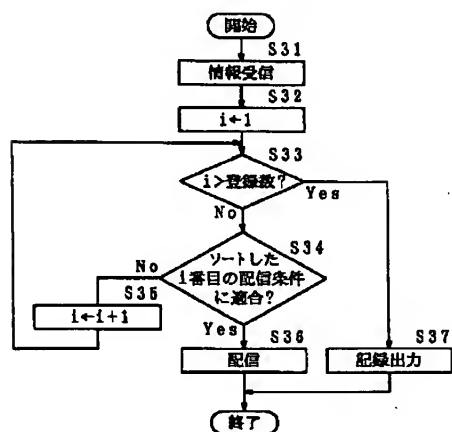 開始
S31
情報受信
S32
i←1
S33
i>登録数?
Yes
No
S34
ソートした
i番目の配信条件
に適合?
No
S35
i←i+1
Yes
S36
配信
S37
記録出力
終了